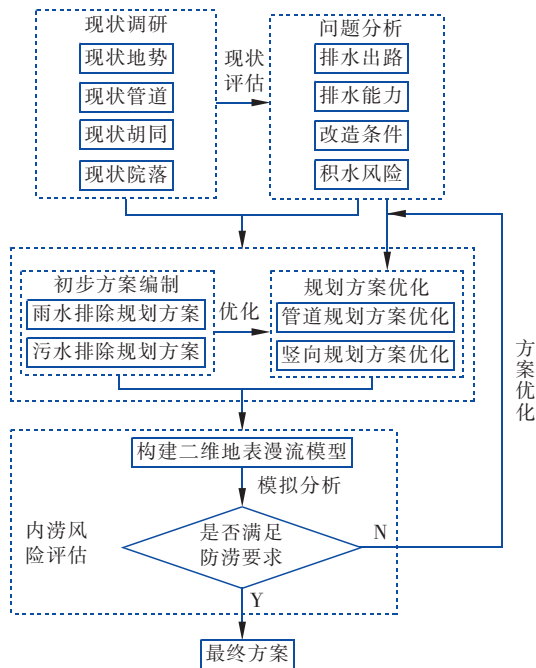 现状调研
现状地势
现状管道
现状胡同
现状院落
现状
评估
问题分析
排水出路
排水能力
改造条件
积水风险
初步方案编制
雨水排除规划方案
污水排除规划方案
优化
规划方案优化
管道规划方案优化
竖向规划方案优化
方案优化
构建二维地表漫流模型
模拟分析
内涝风
险评估
是否满足
防涝要求
N
Y
最终方案